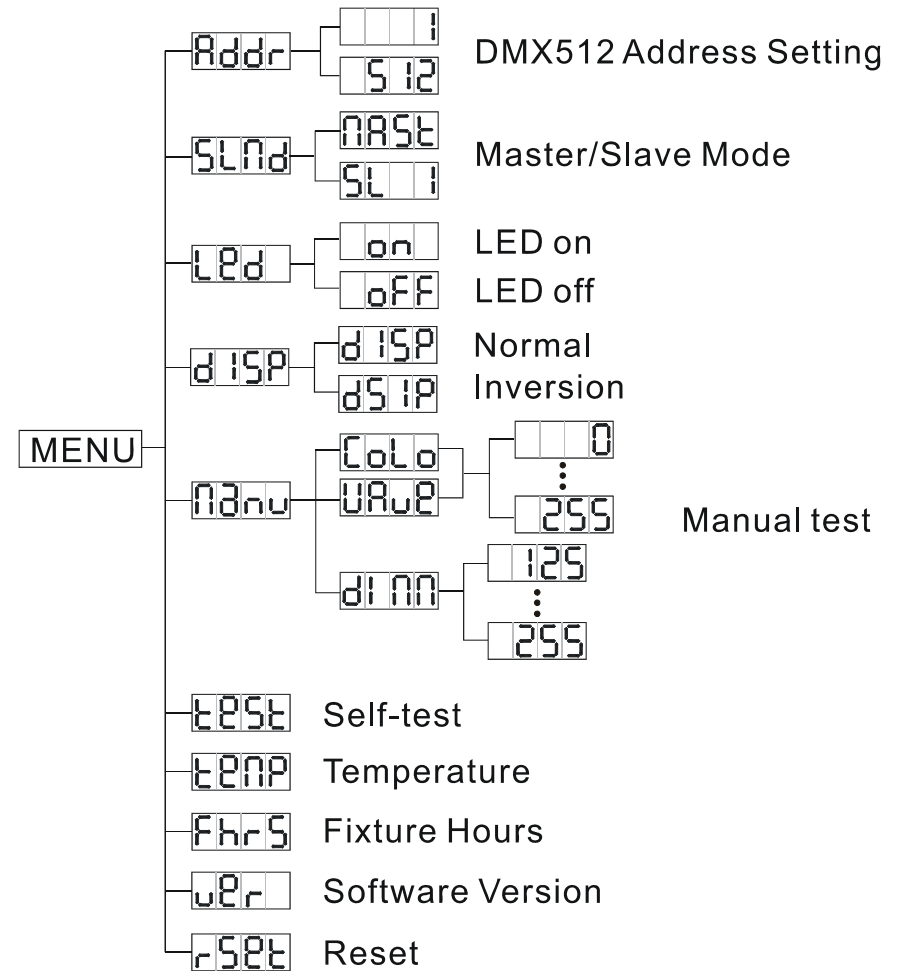 Addr
1
512
DMX512 Address Setting
SLMd
MASt
SL 1
Master/Slave Mode
Led
on
LED on
oFF
LED off
dISP
dISP
Normal
dSIP
Inversion
MENU
Manu
CoLo
VAve
0
255
diMM
125
255
Manual test
teSt
Self-test
teMP
Temperature
FhrS
Fixture Hours
ver
Software Version
rSet
Reset